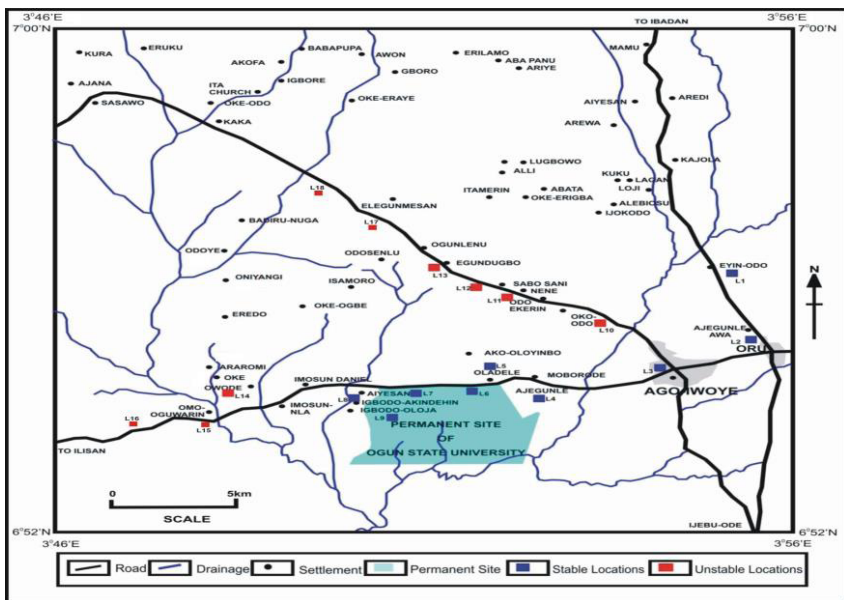 3°46'E
3°56'E
7°00'N
7°00'N
TO IBADAN
KURA
ERUKU
BABAPUPA
AWON
ERILAMO
MAMU
AKOFA
ABA PANU
ARIYE
GBORO
AJANA
ITA CHURCH
IGBORE
SASAWO
OKE-ODO
OKE-ERAYE
AIYESAN
AREDI
KAKA
AREWA
LUGBOWO
ALLI
KAJOLA
KUKU
LAGAN
LOJI
L18
ITAMERIN
ABATA
OKE-ERIGBA
ELEGUNMESAN
ALEBIOSU
IJOKODO
BADIRU-NUGA
L17
ODOYE
OGUNLENU
ODOSENLU
EGUNDUGBO
EYIN-ODO
L13
L1
ONIYANGI
ISAMORO
SABO SANI
L12
NENE
L11
ODO EKERIN
N
OKE-OGBE
EREDO
OKO-ODO
L10
AJEGUNLE AWA
L2
ORU
AKO-OLOYINBO
ARAROMI
L5
OLADELE
MOBORODE
L3
OKE OWODE
IMOSUN DANIEL
AGO-IWOYE
L14
AIYESAN
L7
L6
L8
IGBODO-AKINDEHIN
AJEGUNLE
L4
OMO-OGUWARIN
IMOSUN-NLA
IGBODO-OLOJA
L9
L16
L15
PERMANENT SITE
OF
OGUN STATE UNIVERSITY
TO ILISAN
0
5km
SCALE
IJEBU-ODE
6°52'N
6°52'N
3°46'E
3°56'E
Road
Drainage
Settlement
Permanent Site
Stable Locations
Unstable Locations